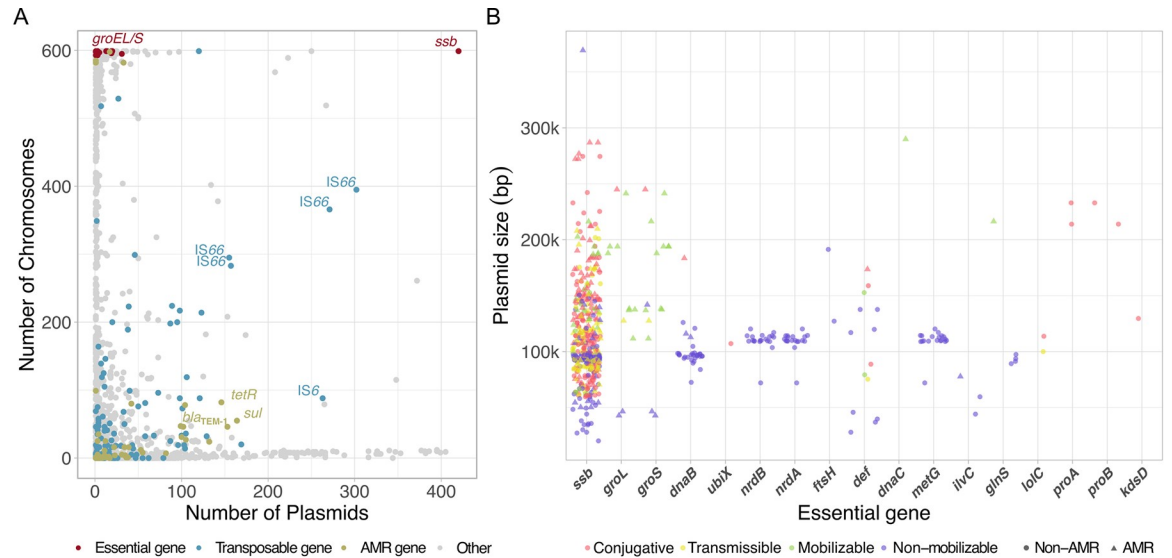 A
groEL/S
ssb
600
IS66
400
IS66
IS66
IS66
200
IS6
tetR
sul
blaTEM-1
0
0 100 200 300 400
Number of Chromosomes
Number of Plasmids
Essential gene Transposable gene AMR gene Other
B
300k
200k
100k
Plasmid size (bp)
ssb groL groS dnaB ubiX nrdB nrdA ftsH def dnaC metG ilvC glnS lolC proA proB kdsD
Essential gene
Conjugative Transmissible Mobilizable Non−mobilizable Non−AMR AMR